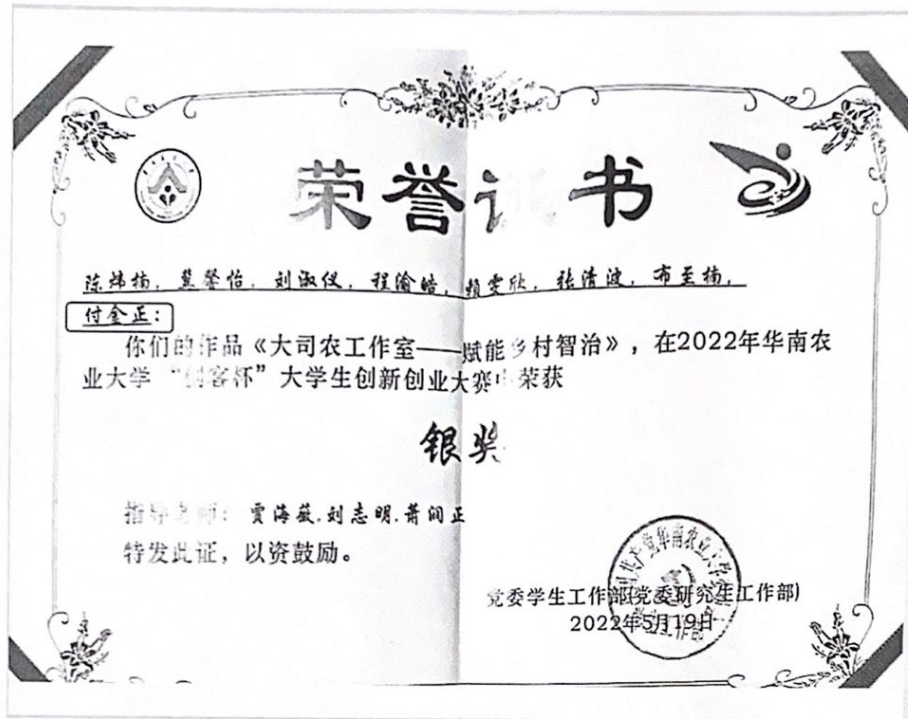 荣誉证书
陈炜楠，蓝馨怡，刘淑仪，程渝皓，赖雯欣，张清波，布至楠，
付金正：
你们的作品《大司农工作室——赋能乡村智治》，在2022年华南农
业大学“创客杯”大学生创新创业大赛中荣获
银奖
指导老师：贾海薇.刘志明.萧润正
特发此证，以资鼓励。
党委学生工作部(党委研究生工作部)
2022年5月19日